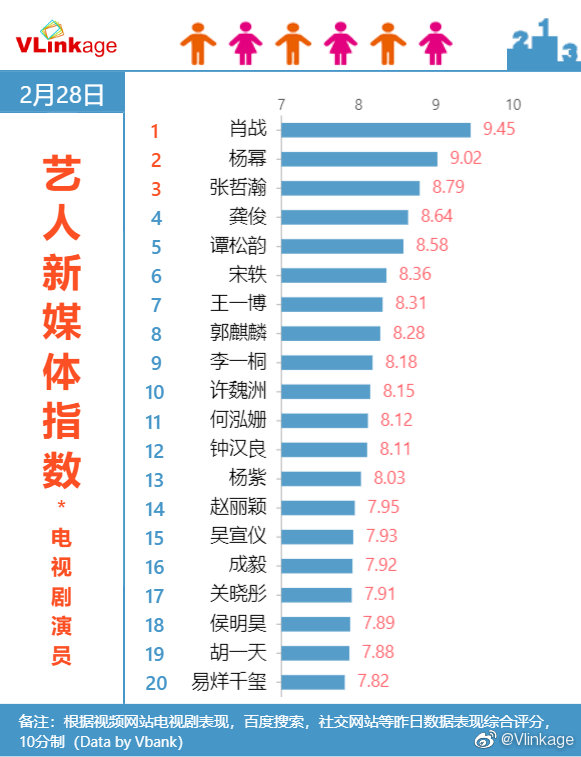 VLinkage
1
2
3
2月28日
艺人新媒体指数
*电视剧演员
7 8 9 10
1 肖战 9.45
2 杨幂 9.02
3 张哲瀚 8.79
4 龚俊 8.64
5 谭松韵 8.58
6 宋轶 8.36
7 王一博 8.31
8 郭麒麟 8.28
9 李一桐 8.18
10 许魏洲 8.15
11 何泓姗 8.12
12 钟汉良 8.11
13 杨紫 8.03
14 赵丽颖 7.95
15 吴宣仪 7.93
16 成毅 7.92
17 关晓彤 7.91
18 侯明昊 7.89
19 胡一天 7.88
20 易烊千玺 7.82
备注：根据视频网站电视剧表现，百度搜索，社交网站等昨日数据表现综合评分，
10分制（Data by Vbank）
@Vlinkage